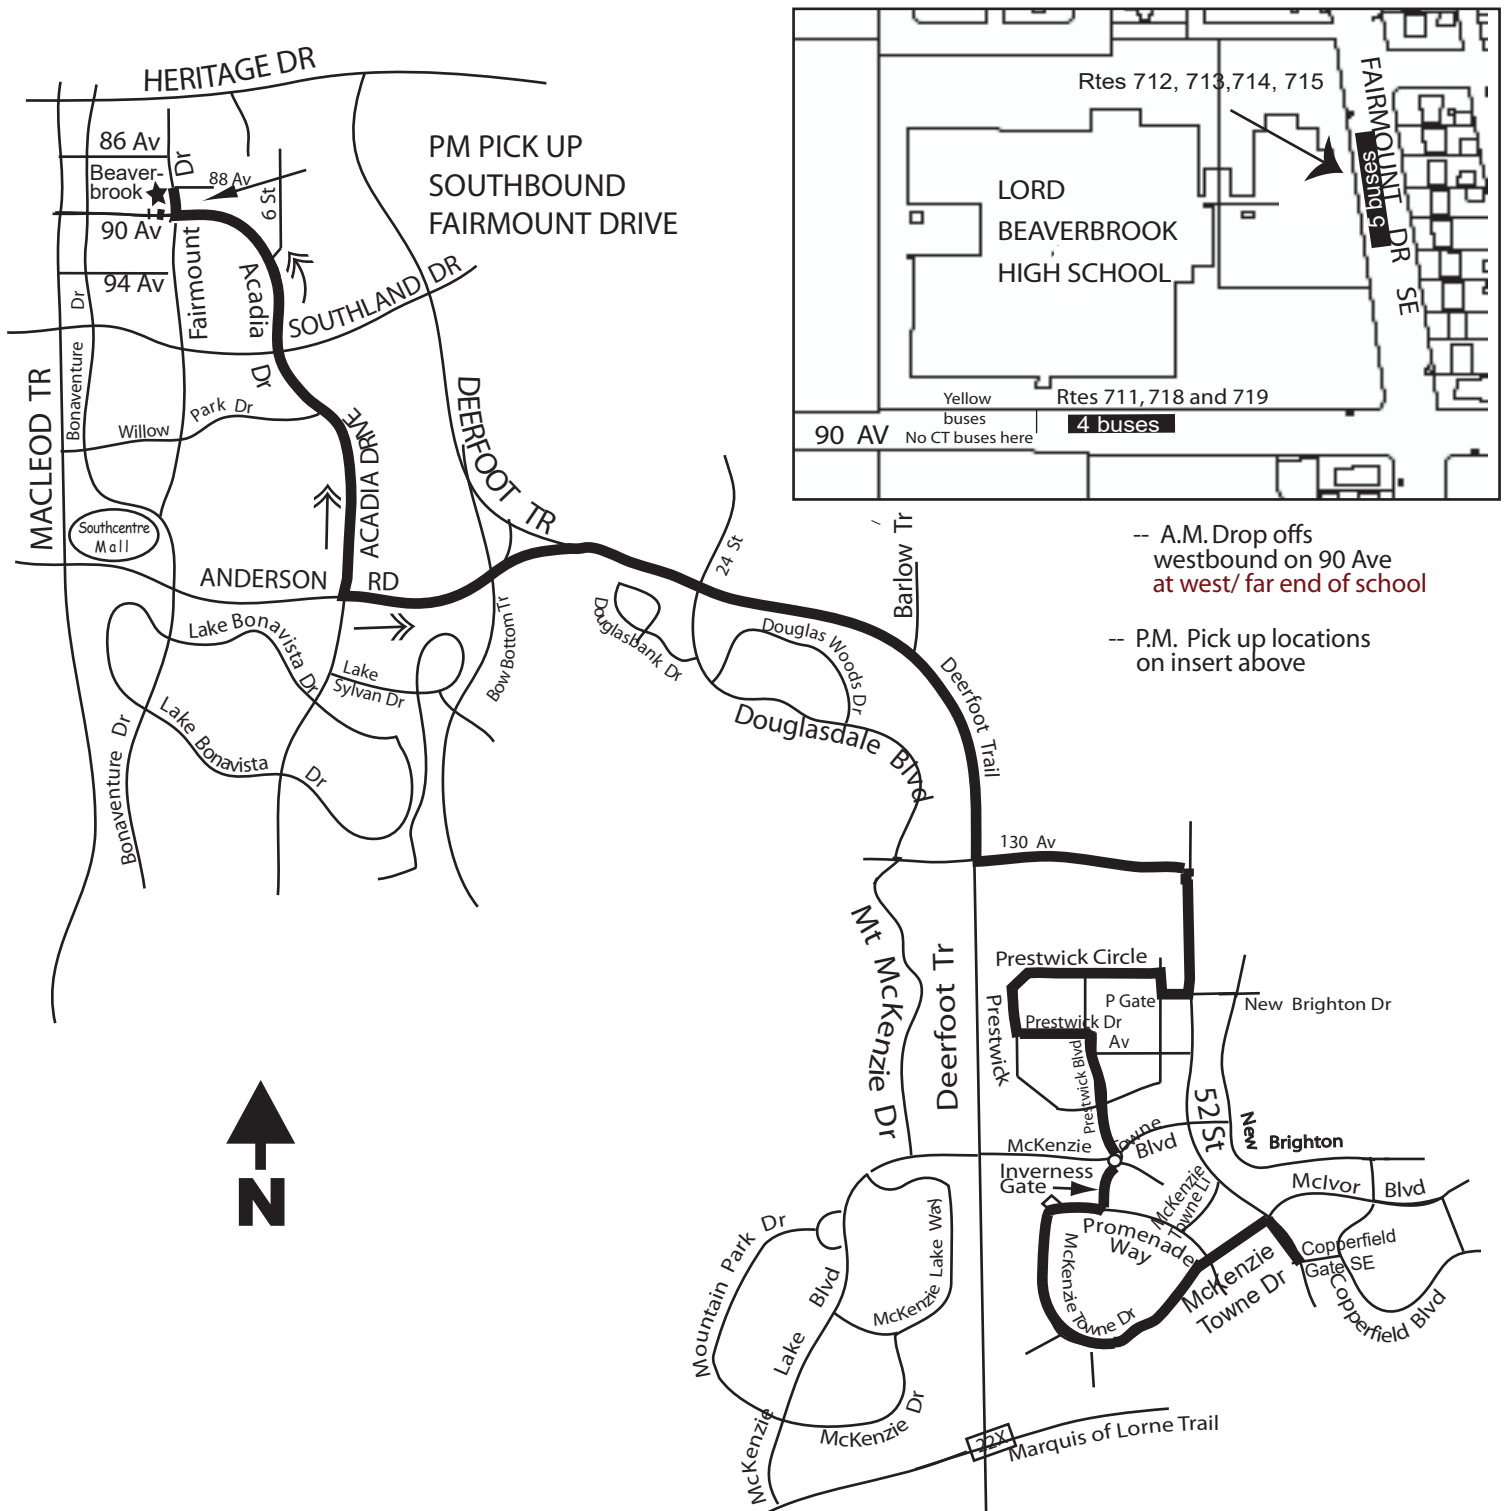 HERITAGE DR
86 Av
Beaver-
brook
Dr
88 Av
6 St
90 Av
94 Av
Fairmount
Acadia
Dr
SOUTHLAND DR
PM PICK UP
SOUTHBOUND
FAIRMOUNT DRIVE
Rtes 712, 713,714, 715
FAIRMOUNT DR SE
5 buses
LORD
BEAVERBROOK
HIGH SCHOOL
Yellow
buses
No CT buses here
Rtes 711, 718 and 719
4 buses
90 AV
MACLEOD TR
Bonaventure
Dr
Willow
Park Dr
Southcentre
Mall
ACADIA DRIVE
DEERFOOT TR
ANDERSON
RD
24 St
Barlow Tr
-- A.M. Drop offs
westbound on 90 Ave
at west/ far end of school
-- P.M. Pick up locations
on insert above
Lake Bonavista Dr
Lake
Sylvan Dr
Bow Bottom Tr
Lake Bonavista
Dr
Bonaventure Dr
Douglasbank Dr
Douglas Woods Dr
Douglasdale Blvd
Deerfoot Trail
130 Av
Mt McKenzie Dr
Deerfoot Tr
Prestwick Circle
Prestwick
P Gate
Prestwick Dr
Av
Prestwick Blvd
New Brighton Dr
52 St
New
Brighton
McKenzie
Towne
Blvd
Inverness
Gate
McKenzie
Towne Li
McIvor
Blvd
Promenade
Way
McKenzie Towne Dr
McKenzie
Towne Dr
Copperfield
Gate SE
Copperfield Blvd
Mountain Park Dr
McKenzie Lake Way
McKenzie
Lake
Blvd
McKenzie Dr
22X
Marquis of Lorne Trail
N